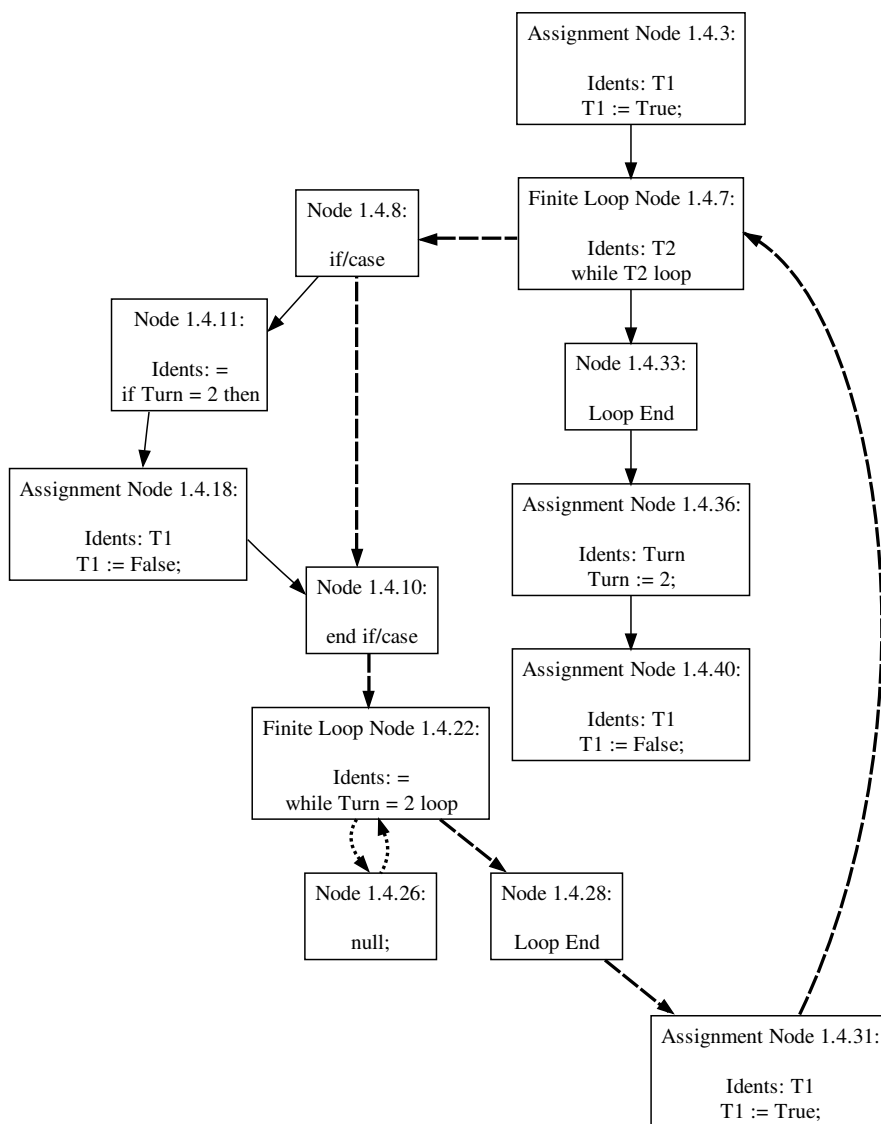 Assignment Node 1.4.3:
Idents: T1
T1 := True;
Finite Loop Node 1.4.7:
Idents: T2
while T2 loop
Node 1.4.8:
if/case
Node 1.4.11:
Idents: =
if Turn = 2 then
Node 1.4.33:
Loop End
Assignment Node 1.4.18:
Idents: T1
T1 := False;
Assignment Node 1.4.36:
Idents: Turn
Turn := 2;
Node 1.4.10:
end if/case
Assignment Node 1.4.40:
Idents: T1
T1 := False;
Finite Loop Node 1.4.22:
Idents: =
while Turn = 2 loop
Node 1.4.26:
null;
Node 1.4.28:
Loop End
Assignment Node 1.4.31:
Idents: T1
T1 := True;